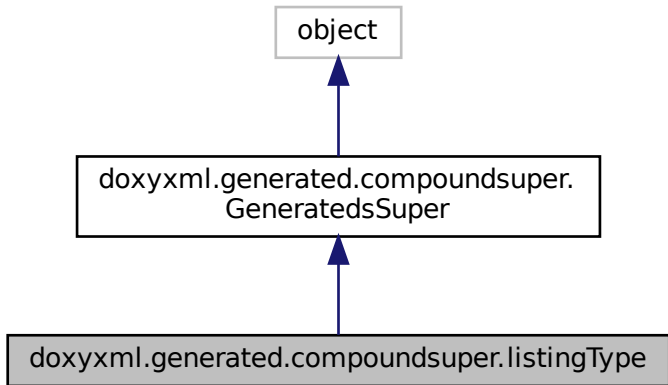 object
doxyxml.generated.compoundsuper.
GeneratedsSuper
doxyxml.generated.compoundsuper.listingType